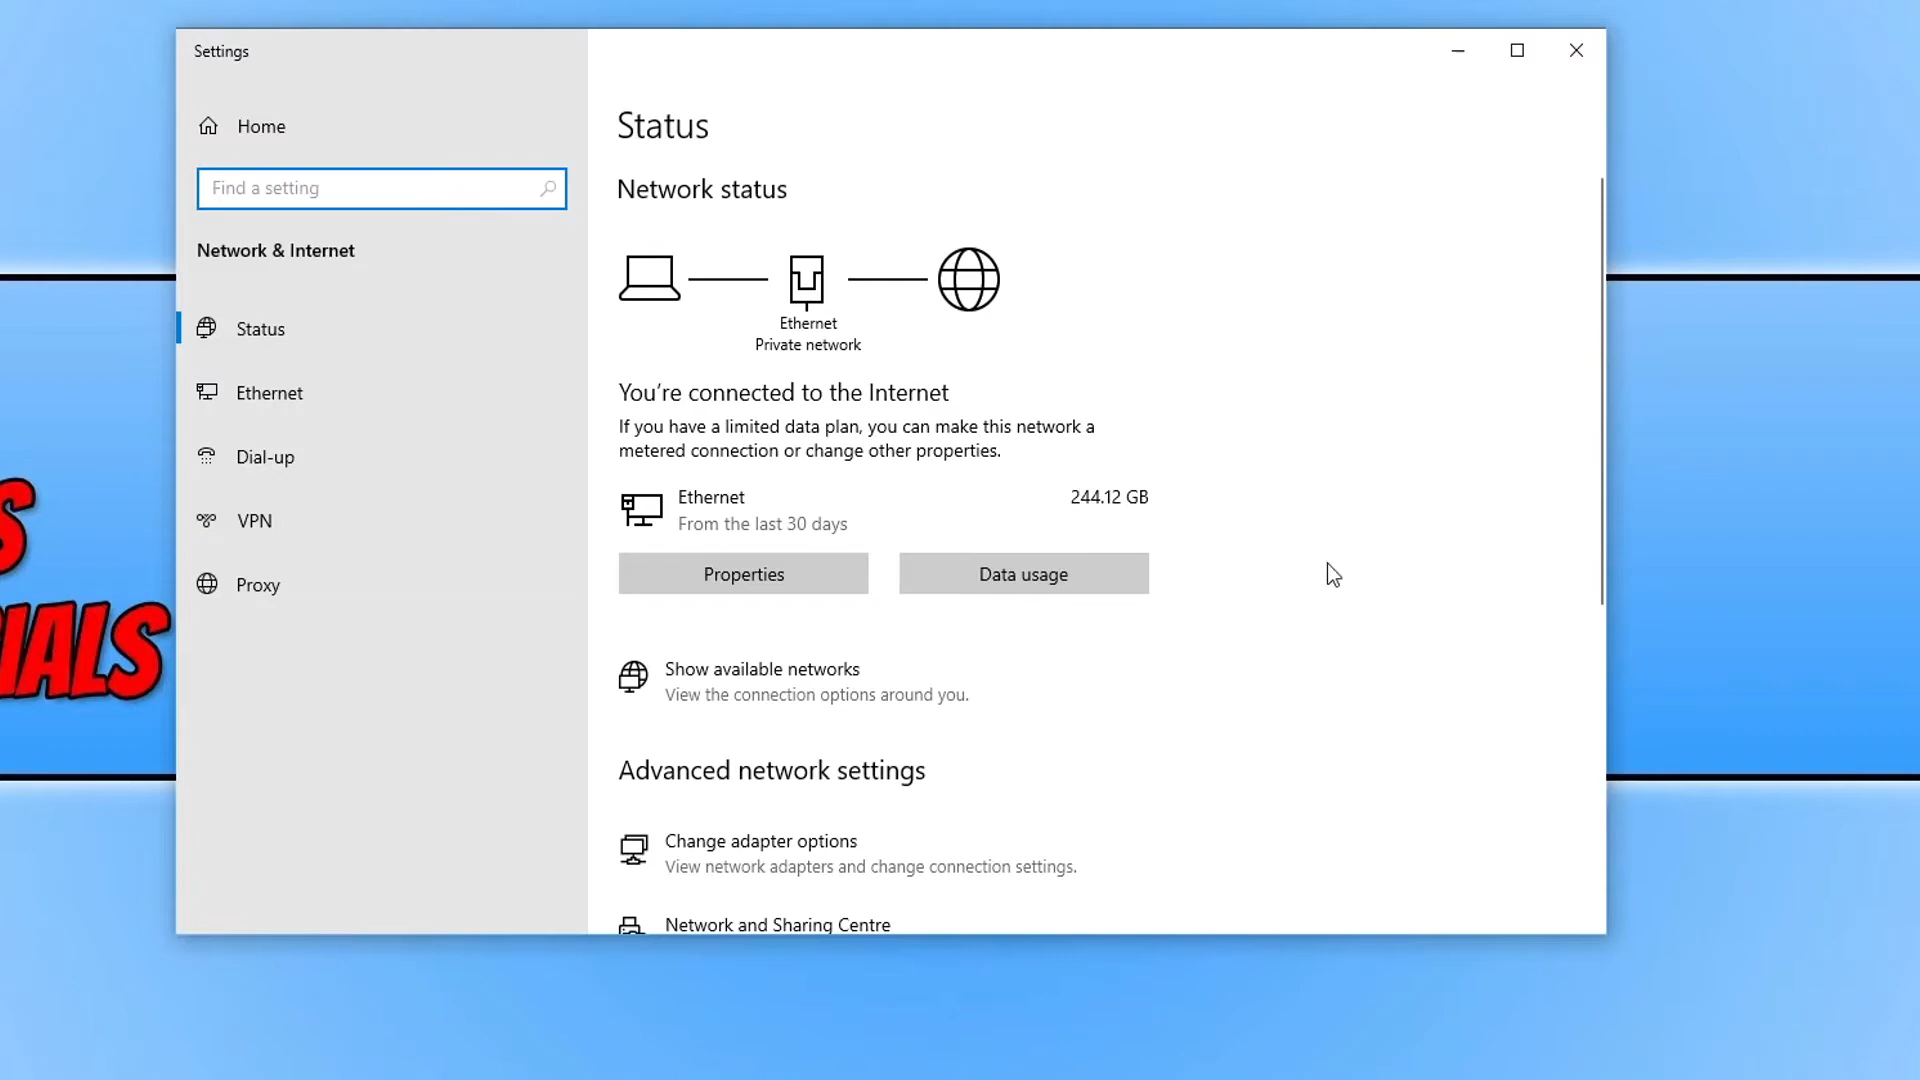 Settings
Home
Find a setting
Network & Internet
Status
Ethernet
Dial-up
VPN
Proxy
Status
Network status
Ethernet
Private network
You're connected to the Internet
If you have a limited data plan, you can make this network a
metered connection or change other properties.
Ethernet 244.12 GB
From the last 30 days
Properties Data usage
Show available networks
View the connection options around you.
Advanced network settings
Change adapter options
View network adapters and change connection settings.
Network and Sharing Centre
S
IALS